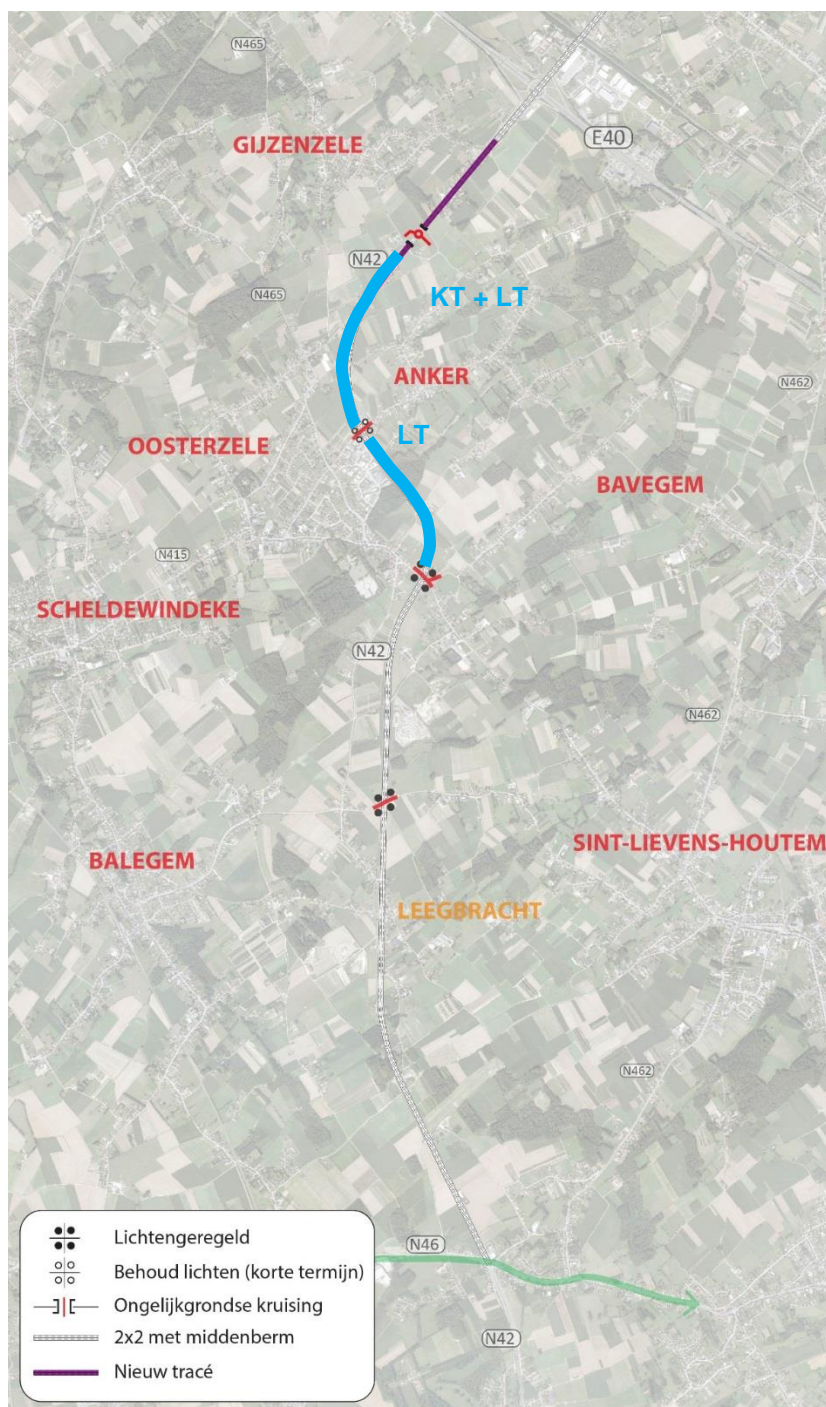 N465
GIJZENZELE
E40
N42
N465
KT + LT
ANKER
N462
LT
OOSTERZELE
BAVEGEM
N415
SCHELDEWINDEKE
N42
N462
SINT-LIEVENS-HOUTEM
BALEGEM
LEEGBRACHT
N462
Lichtengeregeld
Behoud lichten (korte termijn)
Ongelijkgrondse kruising
2x2 met middenberm
Nieuw tracé
N46
N42